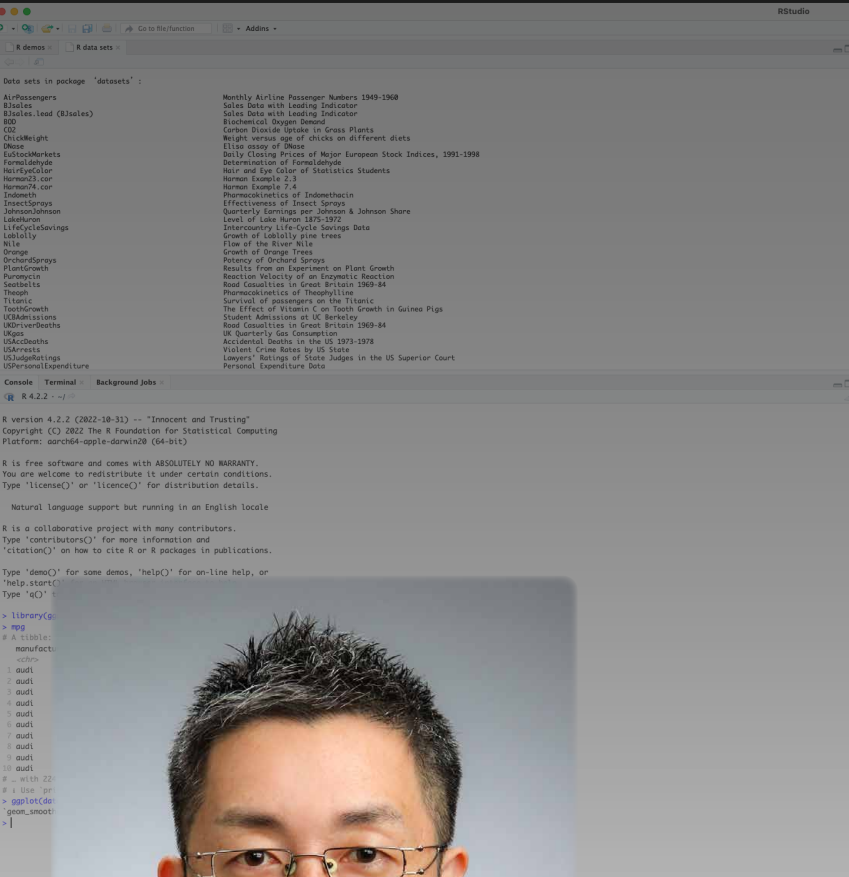 RStudio
Go to file/function
Addins
R demos
R data sets
Data sets in package ‘datasets’ :
AirPassengers Monthly Airline Passenger Numbers 1949-1960
BJsales Sales Data with Leading Indicator
BJsales.lead (BJsales) Sales Data with Leading Indicator
BOD Biochemical Oxygen Demand
CO2 Carbon Dioxide Uptake in Grass Plants
ChickWeight Weight versus age of chicks on different diets
DNase Elisa assay of DNase
EuStockMarkets Daily Closing Prices of Major European Stock Indices, 1991-1998
Formaldehyde Determination of Formaldehyde
HairEyeColor Hair and Eye Color of Statistics Students
Harman23.cor Harman Example 2.3
Harman74.cor Harman Example 7.4
Indometh Pharmacokinetics of Indomethacin
InsectSprays Effectiveness of Insect Sprays
JohnsonJohnson Quarterly Earnings per Johnson & Johnson Share
LakeHuron Level of Lake Huron 1875-1972
LifeCycleSavings Intercountry Life-Cycle Savings Data
Loblolly Growth of Loblolly pine trees
Nile Flow of the River Nile
Orange Growth of Orange Trees
OrchardSprays Potency of Orchard Sprays
PlantGrowth Results from an Experiment on Plant Growth
Puromycin Reaction Velocity of an Enzymatic Reaction
Seatbelts Road Casualties in Great Britain 1969-84
Theoph Pharmacokinetics of Theophylline
Titanic Survival of passengers on the Titanic
ToothGrowth The Effect of Vitamin C on Tooth Growth in Guinea Pigs
UCBAdmissions Student Admissions at UC Berkeley
UKDriverDeaths Road Casualties in Great Britain 1969-84
UKgas UK Quarterly Gas Consumption
USAccDeaths Accidental Deaths in the US 1973-1978
USArrests Violent Crime Rates by US State
USJudgeRatings Lawyers' Ratings of State Judges in the US Superior Court
USPersonalExpenditure Personal Expenditure Data
Console Terminal Background Jobs
R 4.2.2 · ~/
R version 4.2.2 (2022-10-31) -- "Innocent and Trusting"
Copyright (C) 2022 The R Foundation for Statistical Computing
Platform: aarch64-apple-darwin20 (64-bit)
R is free software and comes with ABSOLUTELY NO WARRANTY.
You are welcome to redistribute it under certain conditions.
Type 'license()' or 'licence()' for distribution details.
Natural language support but running in an English locale
R is a collaborative project with many contributors.
Type 'contributors()' for more information and
'citation()' on how to cite R or R packages in publications.
Type 'demo()' for some demos, 'help()' for on-line help, or
'help.start(
Type 'q()'
> library(gg
> mpg
# A tibble:
manufactu
<chr>
1 audi
2 audi
3 audi
4 audi
5 audi
6 audi
7 audi
8 audi
9 audi
10 audi
# … with 22
# ℹ Use `pr
> ggplot(dat
`geom_smooth
>